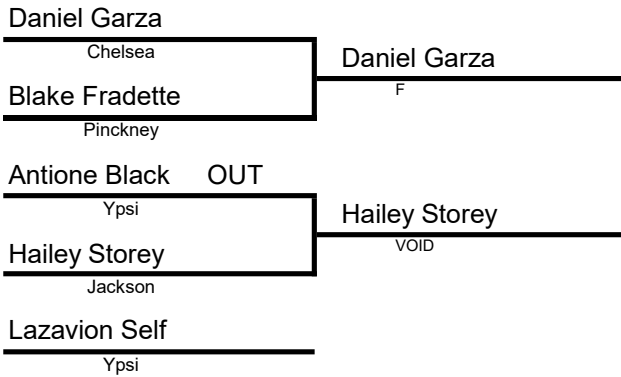 Daniel Garza
Chelsea
Daniel Garza
F
Blake Fradette
Pinckney
Antione Black OUT
Ypsi
Hailey Storey
VOID
Hailey Storey
Jackson
Lazavion Self
Ypsi